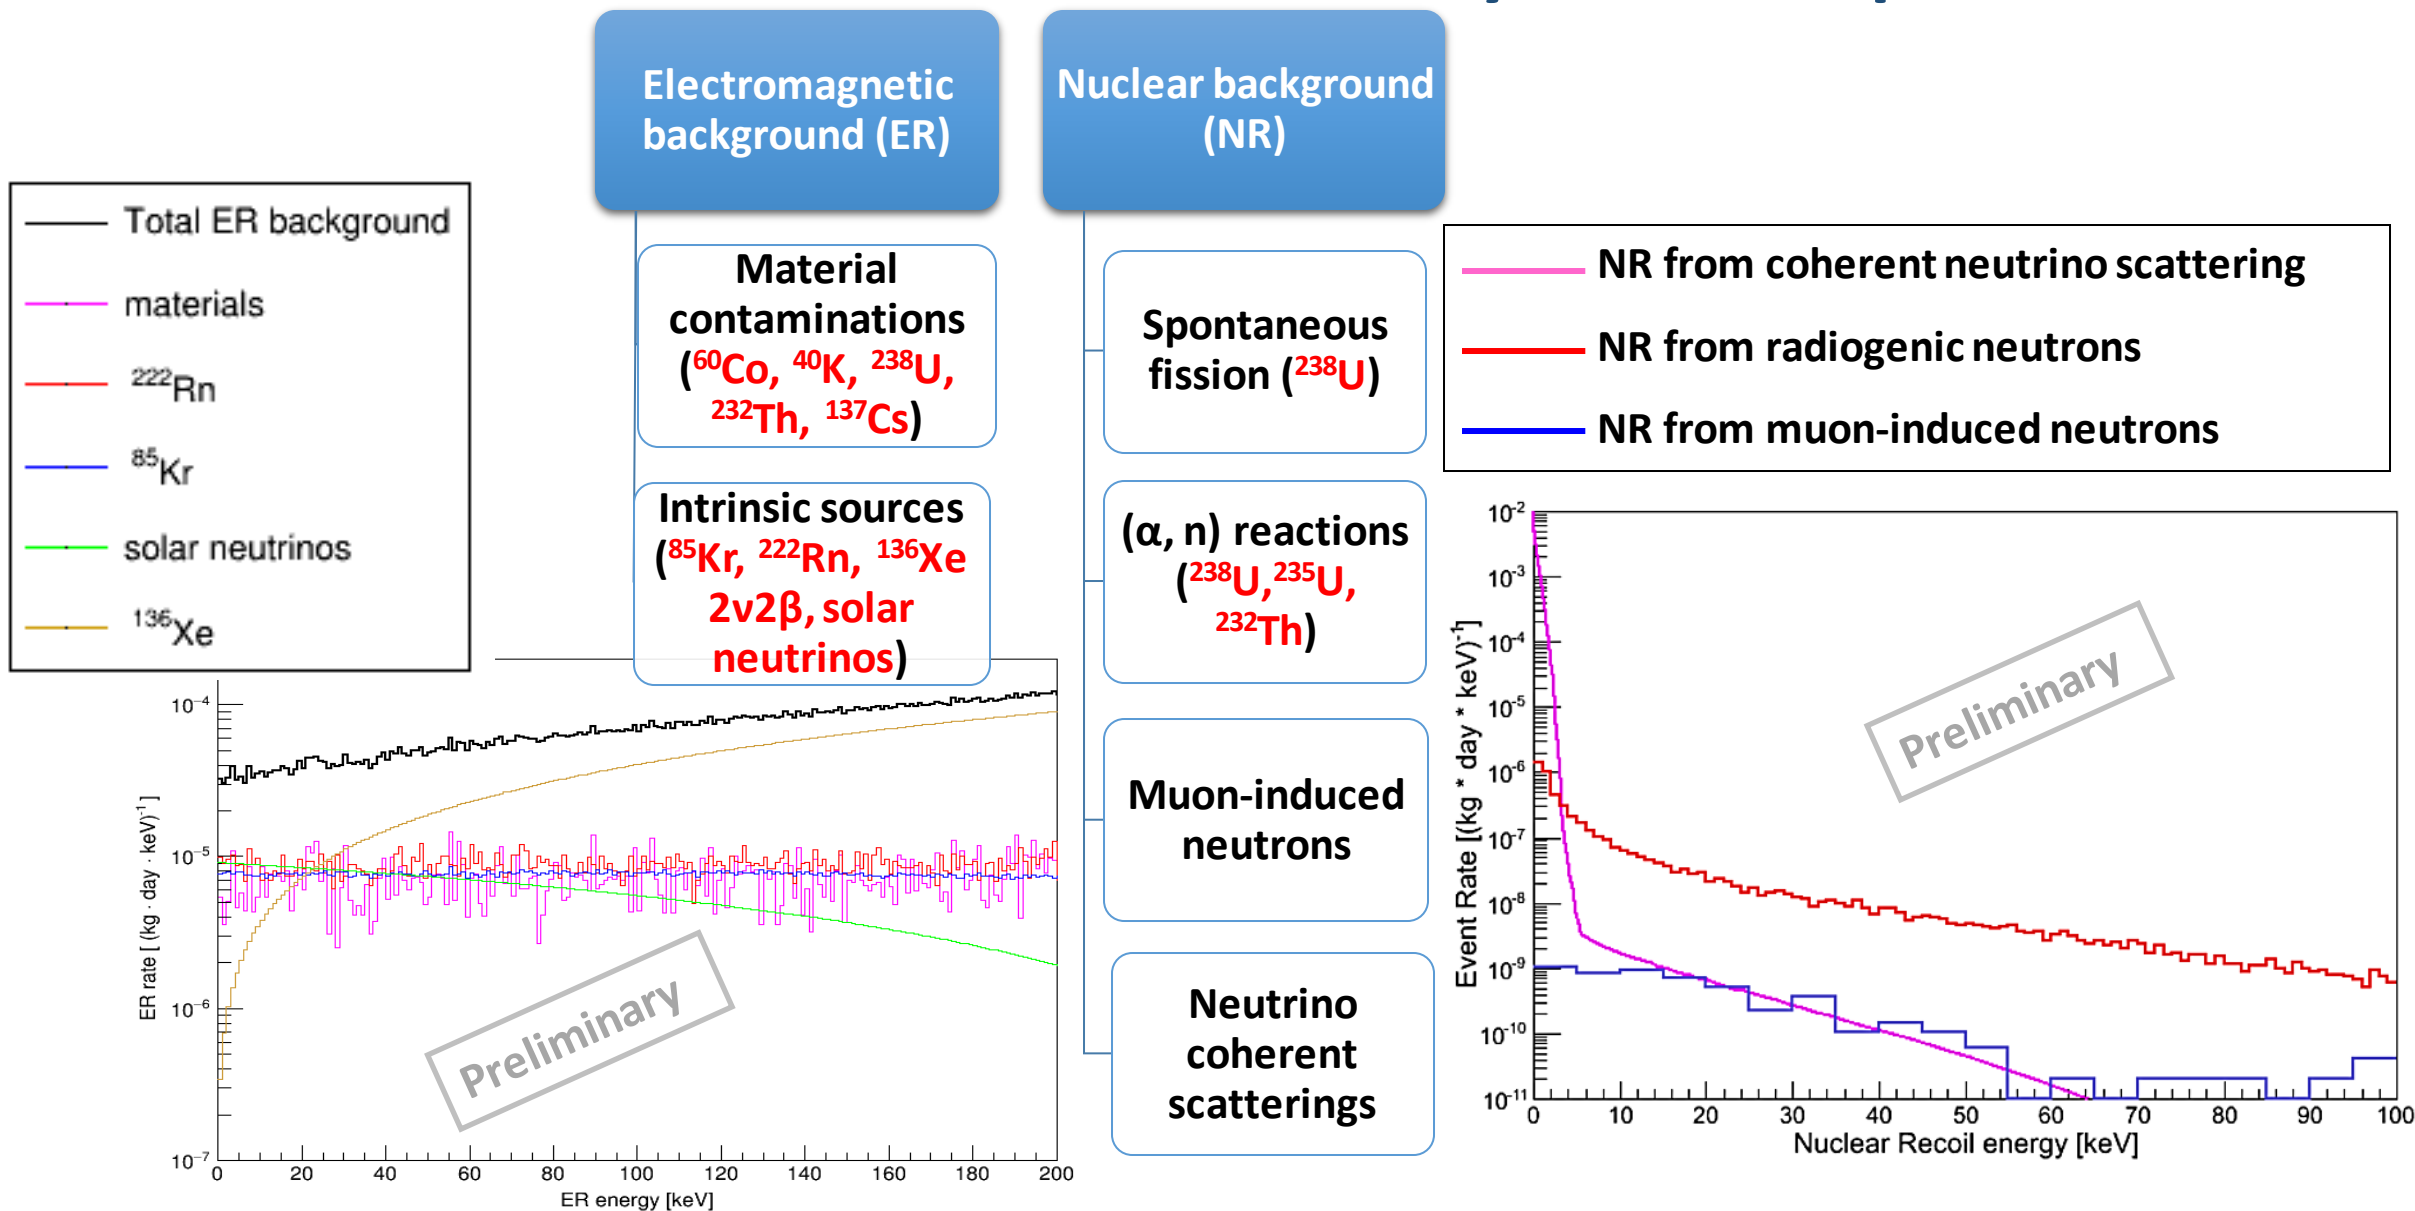 Electromagnetic
background (ER)
Nuclear background
(NR)
Total ER background
materials
²²²Rn
⁸⁵Kr
solar neutrinos
¹³⁶Xe
Material
contaminations
(⁶⁰Co, ⁴⁰K, ²³⁸U,
²³²Th, ¹³⁷Cs)
Intrinsic sources
(⁸⁵Kr, ²²²Rn, ¹³⁶Xe
2ν2β, solar
neutrinos)
Spontaneous
fission (²³⁸U)
(α, n) reactions
(²³⁸U, ²³⁵U,
²³²Th)
Muon-induced
neutrons
Neutrino
coherent
scatterings
NR from coherent neutrino scattering
NR from radiogenic neutrons
NR from muon-induced neutrons
10⁻⁴
10⁻⁵
10⁻⁶
10⁻⁷
ER rate [ (kg · day · keV)⁻¹ ]
0 20 40 60 80 100 120 140 160 180 200
ER energy [keV]
Preliminary
10⁻²
10⁻³
10⁻⁴
10⁻⁵
10⁻⁶
10⁻⁷
10⁻⁸
10⁻⁹
10⁻¹⁰
10⁻¹¹
Event Rate [(kg * day * keV)⁻¹]
0 10 20 30 40 50 60 70 80 90 100
Nuclear Recoil energy [keV]
Preliminary